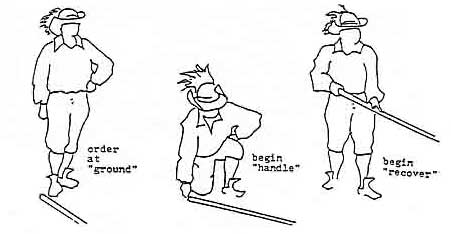 order
at
"ground"
begin
"handle"
begin
"recover"